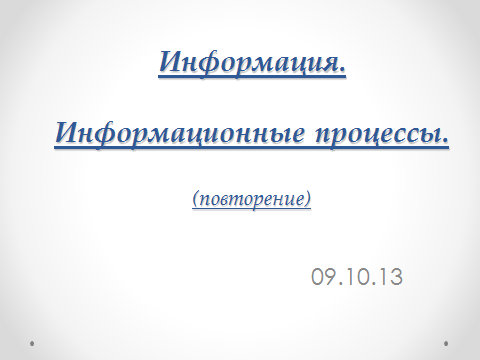 Информация.
Информационные процессы.
(повторение)
09.10.13